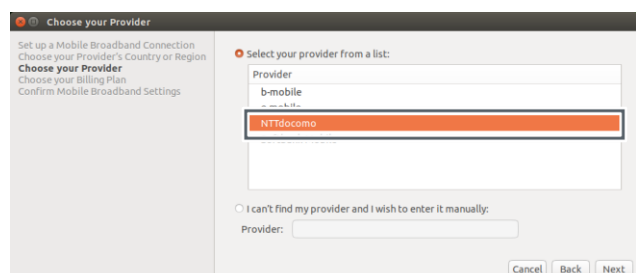 Choose your Provider
Set up a Mobile Broadband Connection
Choose your Provider's Country or Region
Choose your Provider
Choose your Billing Plan
Confirm Mobile Broadband Settings
Select your provider from a list:
Provider
b-mobile
NTTdocomo
I can't find my provider and I wish to enter it manually:
Provider:
Cancel Back Next